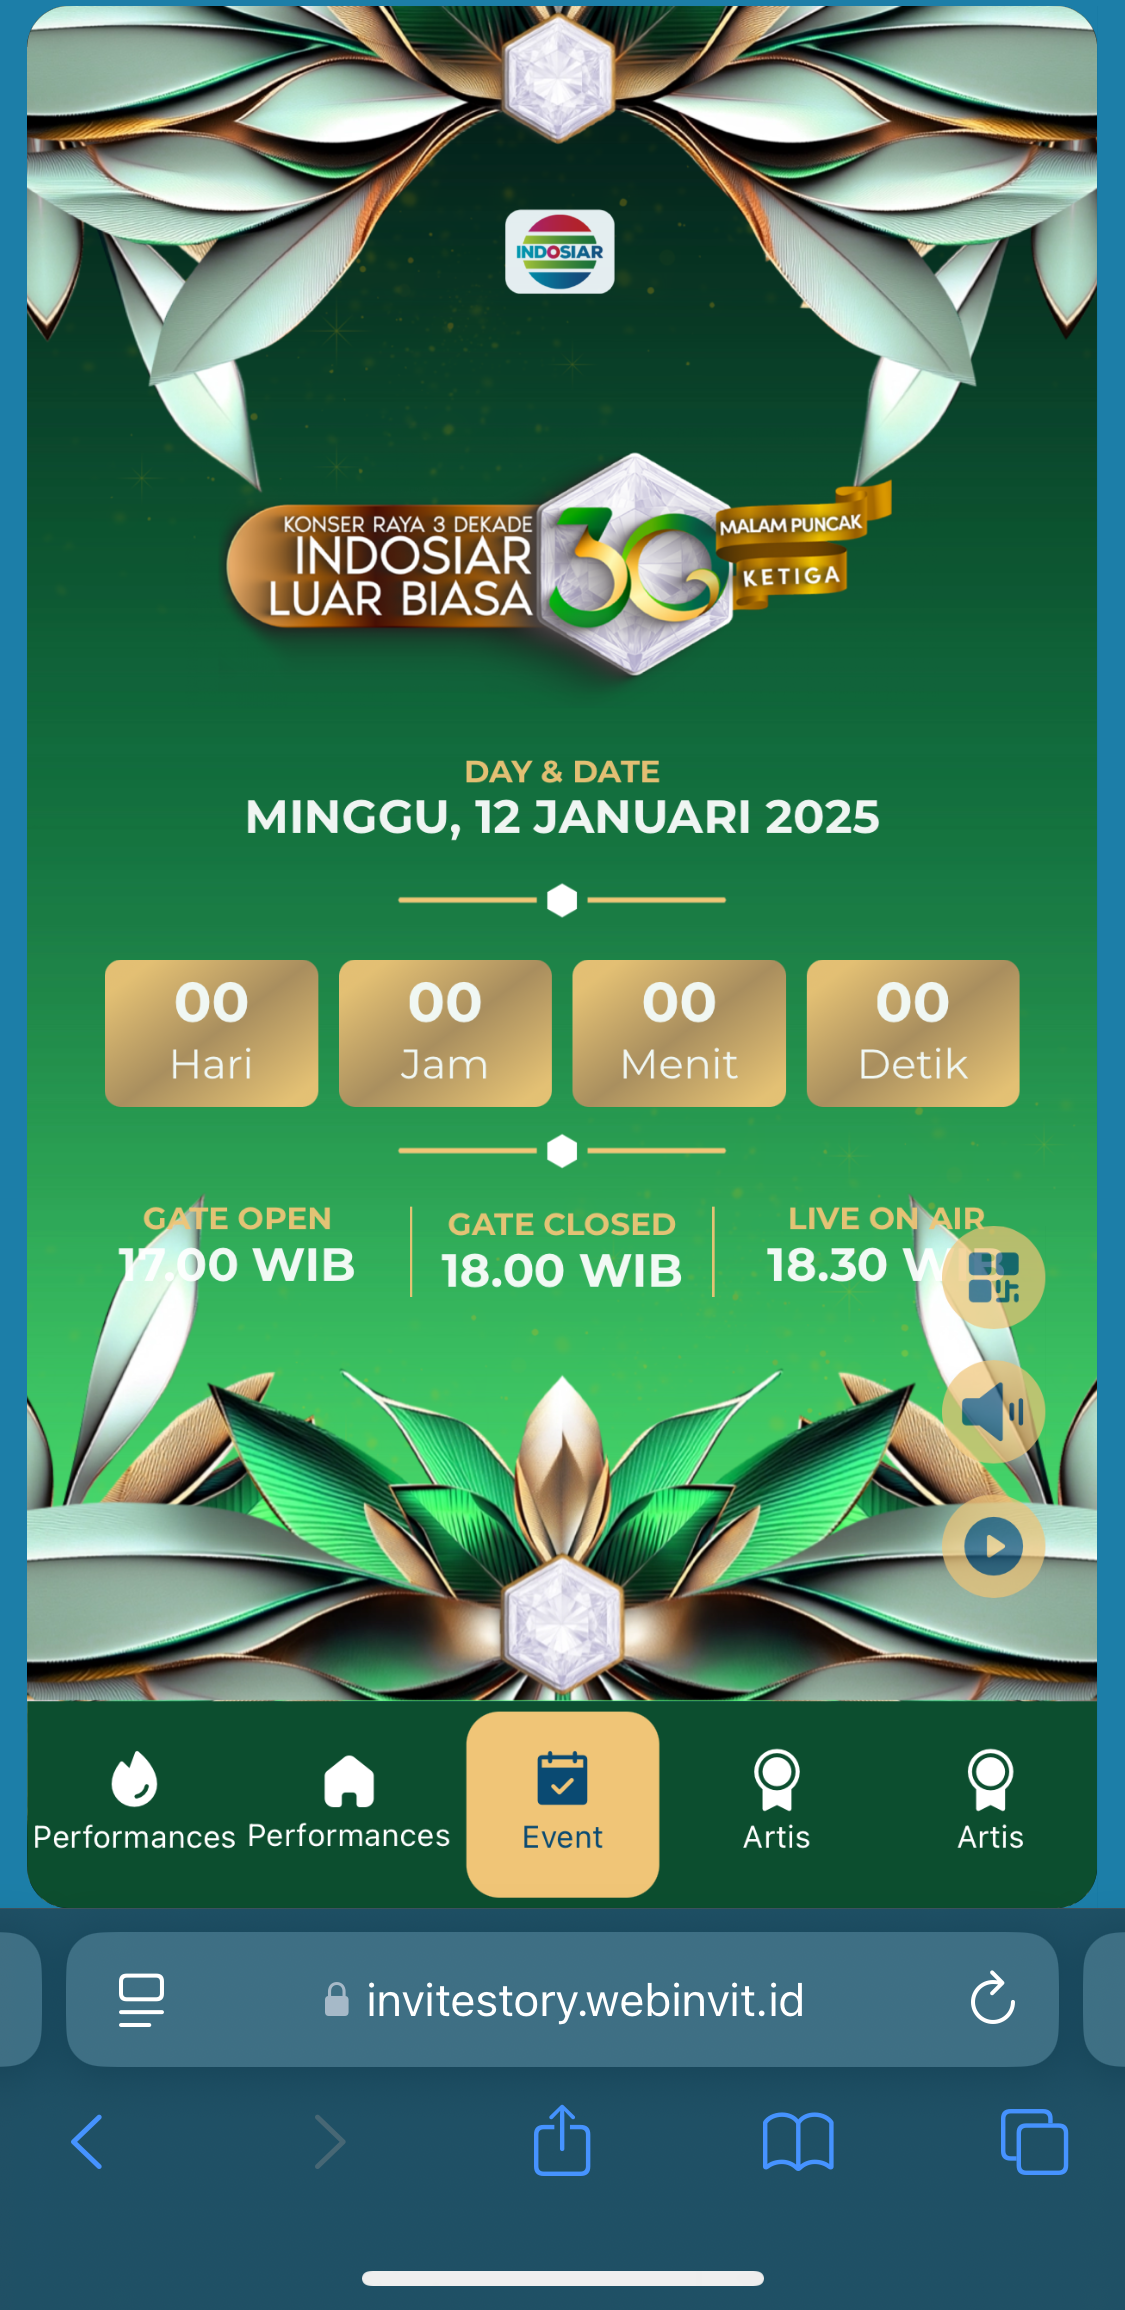 INDOSIAR
KONSER RAYA 3 DEKADE
INDOSIAR
LUAR BIASA
30
MALAM PUNCAK
KETIGA
DAY & DATE
MINGGU, 12 JANUARI 2025
00 00 00 00
Hari Jam Menit Detik
GATE OPEN GATE CLOSED LIVE ON AIR
17.00 WIB 18.00 WIB 18.30 WIB
Performances Performances Event Artis Artis
invitestory.webinvit.id